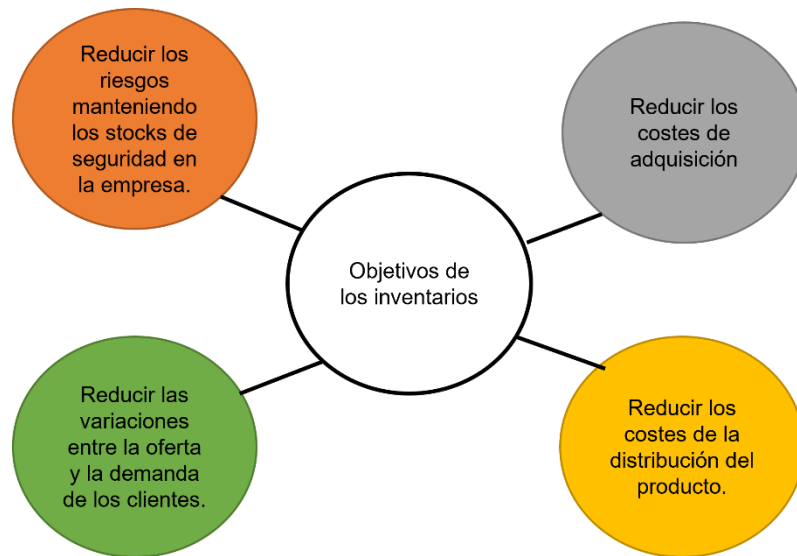 Reducir los
riesgos
manteniendo
los stocks de
seguridad en
la empresa.
Reducir los
costes de
adquisición
Objetivos de
los inventarios
Reducir las
variaciones
entre la oferta
y la demanda
de los clientes.
Reducir los
costes de la
distribución del
producto.